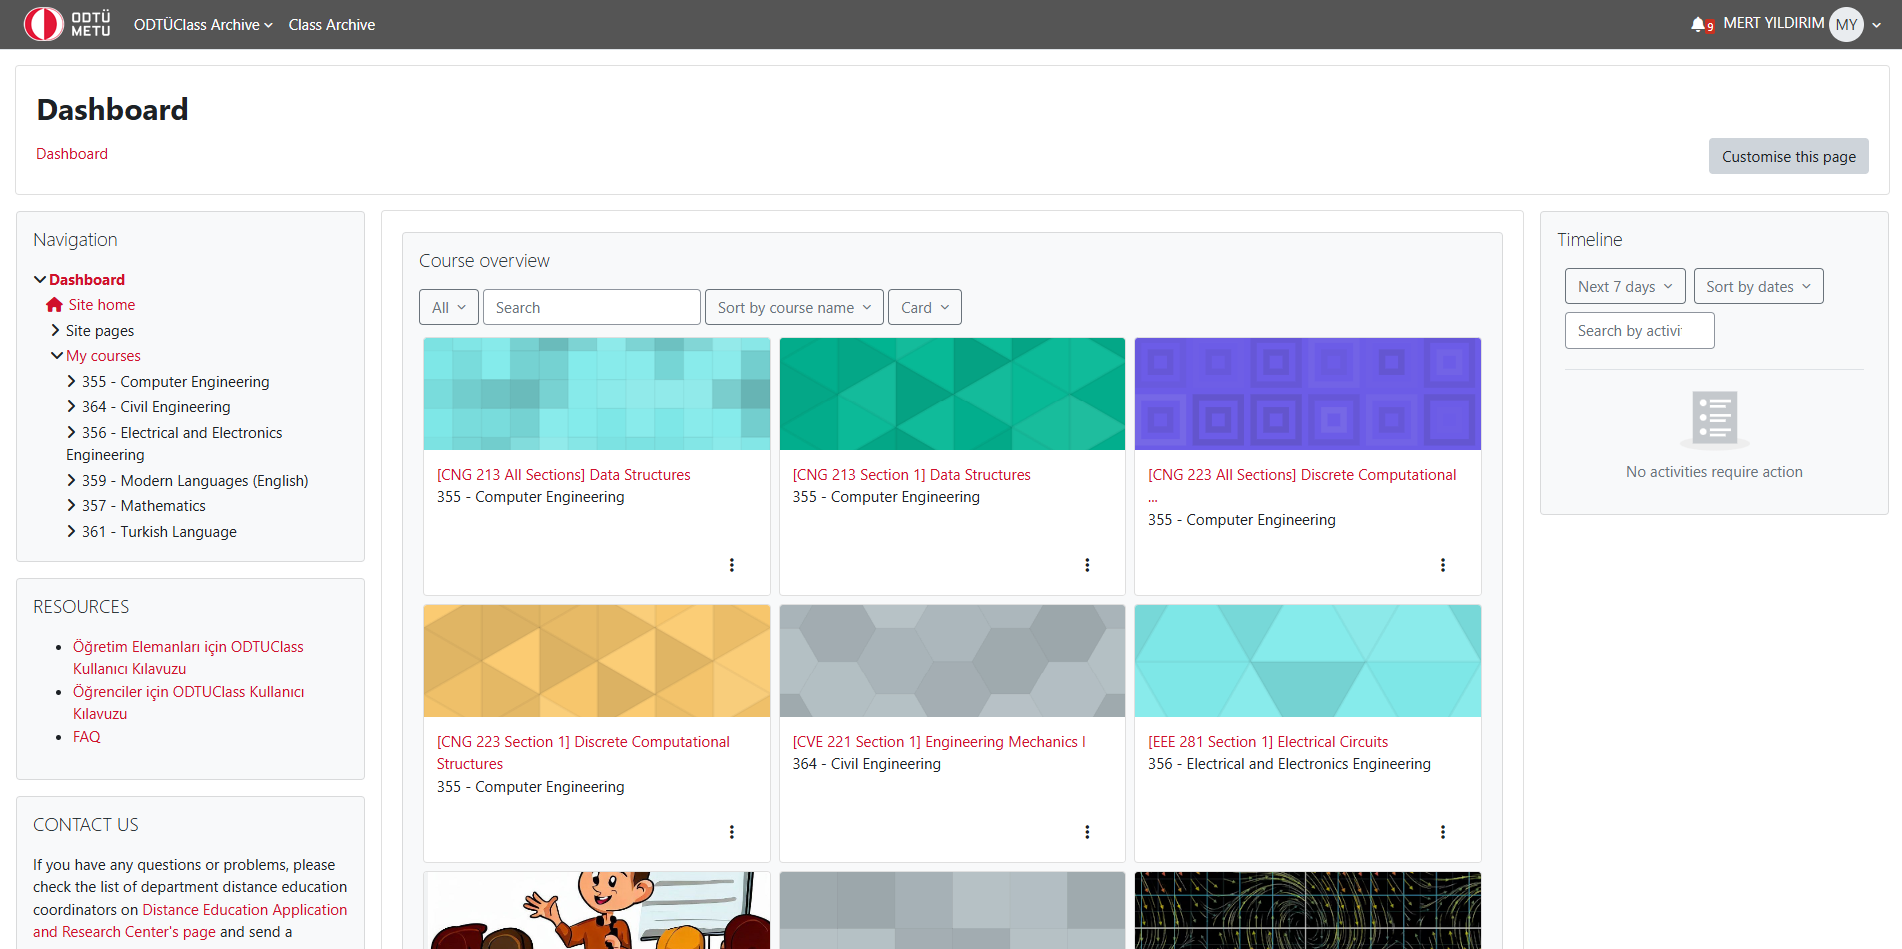 ODTÜ
METU
ODTÜClass Archive
Class Archive
9
MERT YILDIRIM
MY
Dashboard
Dashboard
Customise this page
Navigation
Dashboard
Site home
Site pages
My courses
355 - Computer Engineering
364 - Civil Engineering
356 - Electrical and Electronics
Engineering
359 - Modern Languages (English)
357 - Mathematics
361 - Turkish Language
RESOURCES
Öğretim Elemanları için ODTUClass
Kullanıcı Kılavuzu
Öğrenciler için ODTUClass Kullanıcı
Kılavuzu
FAQ
CONTACT US
If you have any questions or problems, please
check the list of department distance education
coordinators on Distance Education Application
and Research Center's page and send a
Course overview
All
Search
Sort by course name
Card
[CNG 213 All Sections] Data Structures
355 - Computer Engineering
[CNG 213 Section 1] Data Structures
355 - Computer Engineering
[CNG 223 All Sections] Discrete Computational
...
355 - Computer Engineering
[CNG 223 Section 1] Discrete Computational
Structures
355 - Computer Engineering
[CVE 221 Section 1] Engineering Mechanics I
364 - Civil Engineering
[EEE 281 Section 1] Electrical Circuits
356 - Electrical and Electronics Engineering
Timeline
Next 7 days
Sort by dates
Search by activi
No activities require action